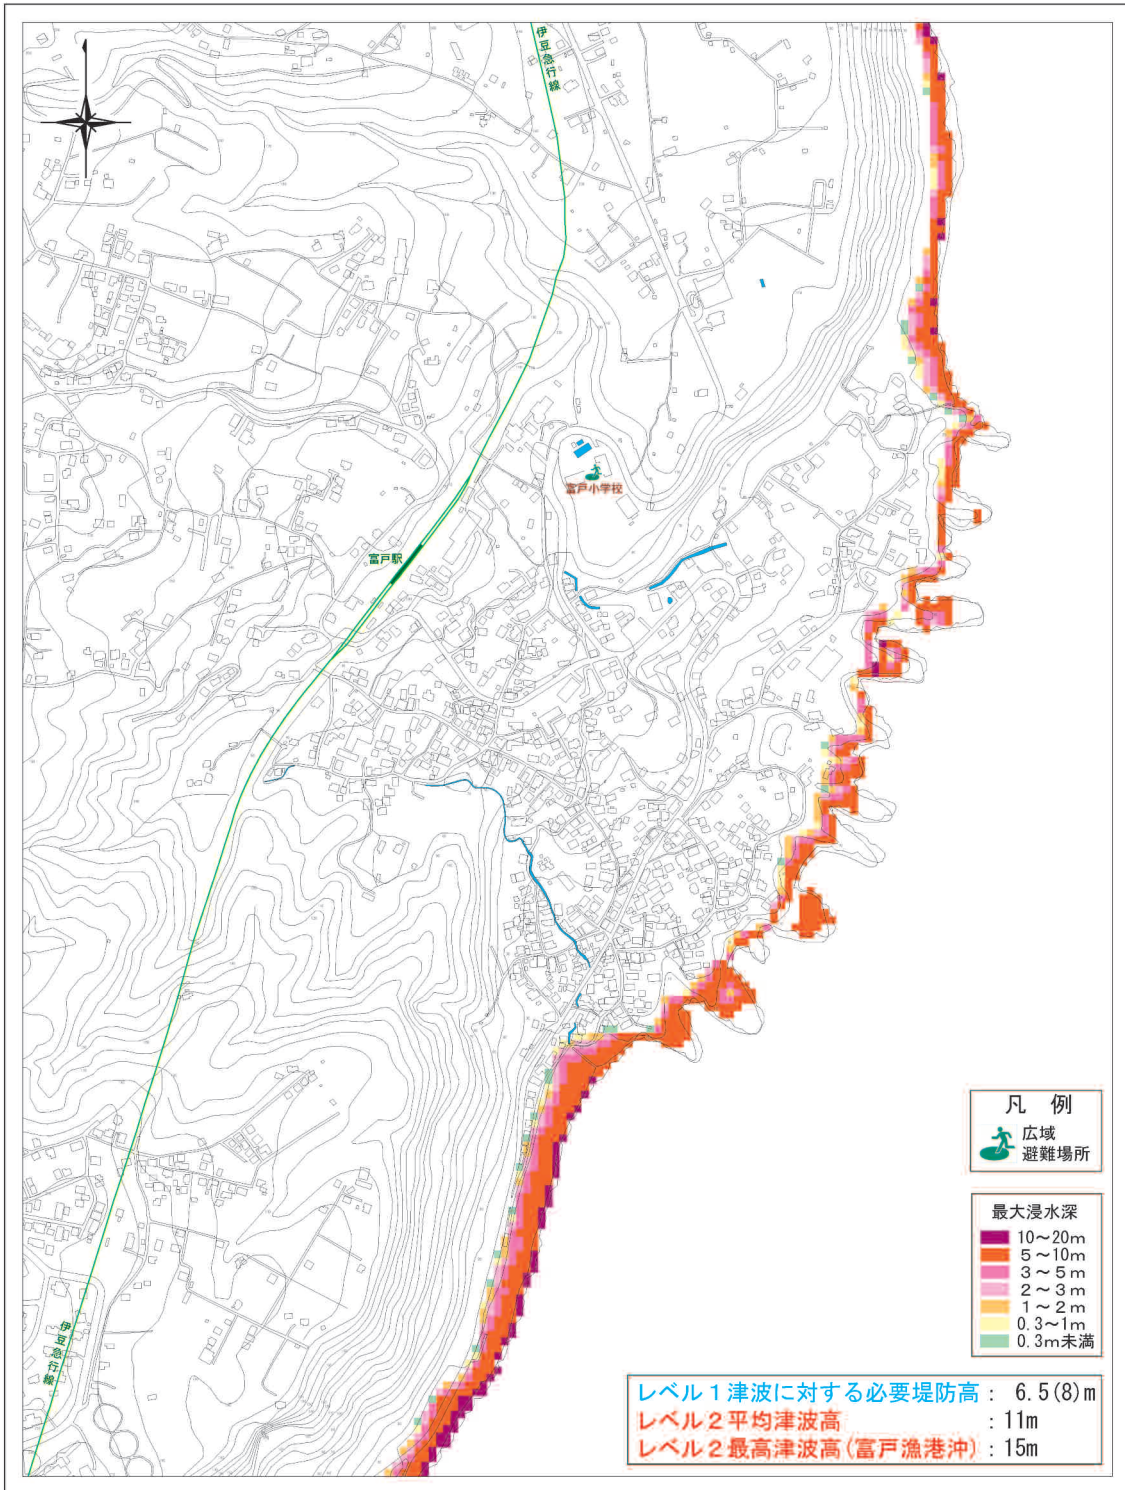 伊豆急行線
富戸小学校
富戸駅
伊豆急行線
凡 例
広域
避難場所
最大浸水深
10～20m
5～10m
3～5m
2～3m
1～2m
0.3～1m
0.3m未満
レベル1津波に対する必要堤防高： 6.5(8)m
レベル2平均津波高 ：11m
レベル2最高津波高(富戸漁港沖)：15m